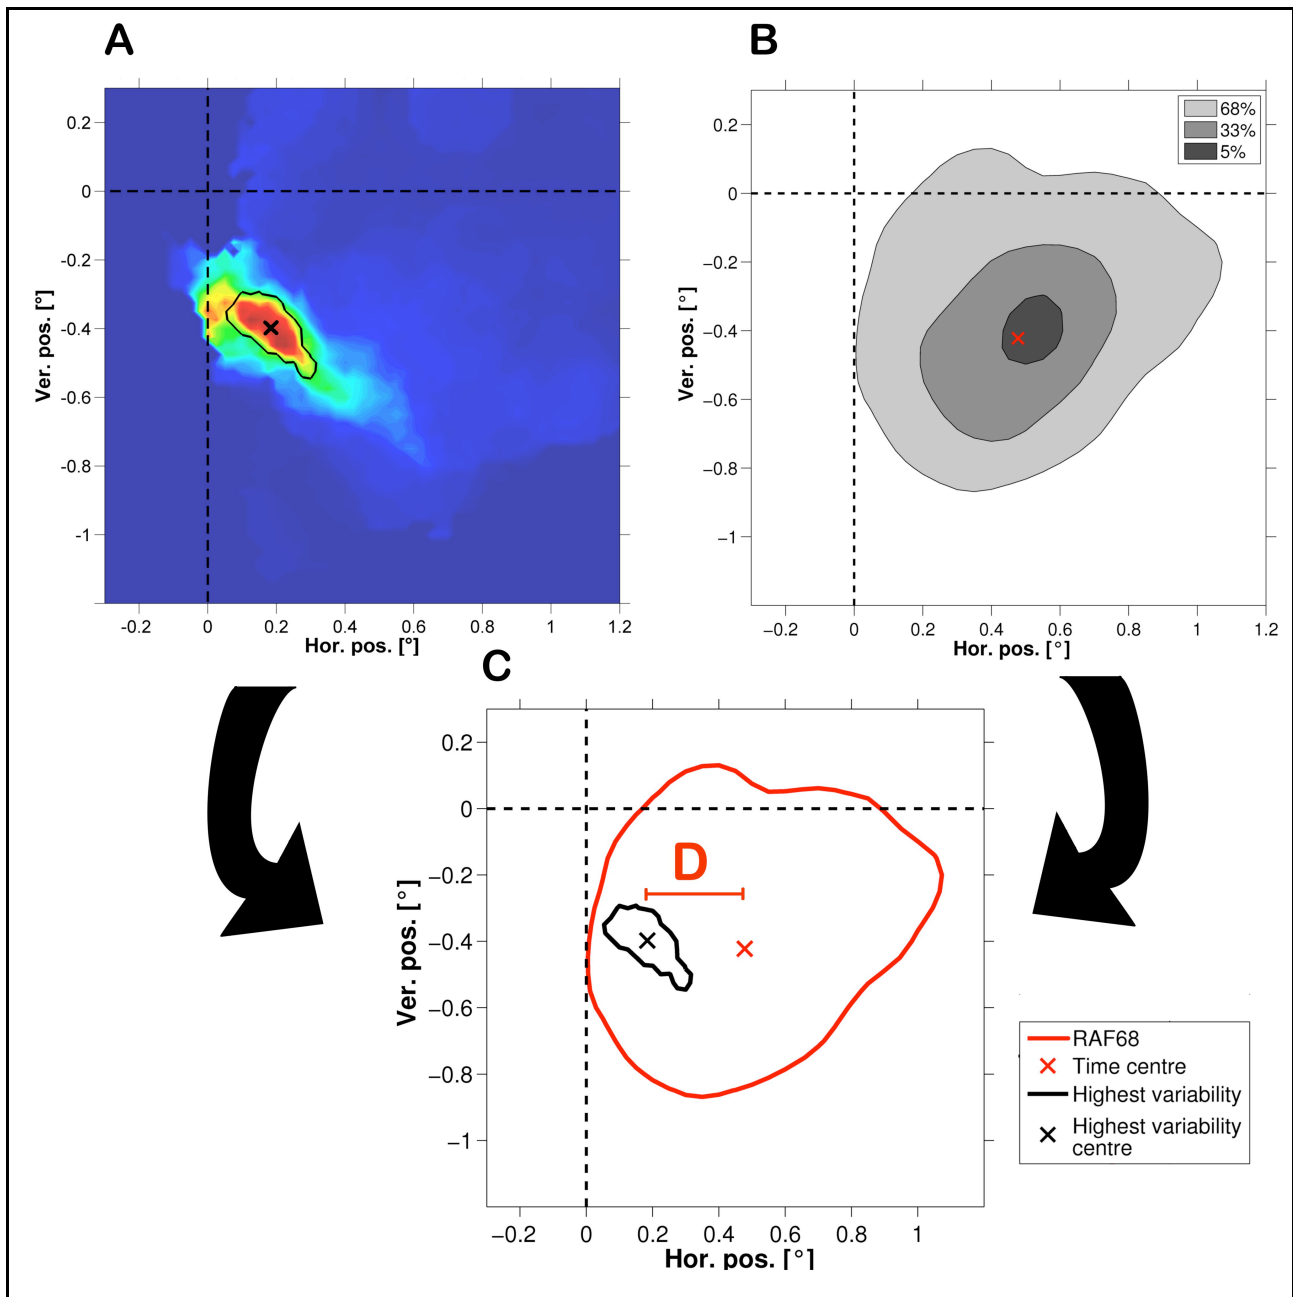 A
B
0.2
0
-0.2
-0.4
-0.6
-0.8
-1
Ver. pos. [°]
-0.2 0 0.2 0.4 0.6 0.8 1 1.2
Hor. pos. [°]
68%
33%
5%
0.2
0
−0.2
−0.4
−0.6
−0.8
−1
Ver. pos. [°]
−0.2 0 0.2 0.4 0.6 0.8 1 1.2
Hor. pos. [°]
C
0.2
0
−0.2
−0.4
−0.6
−0.8
−1
Ver. pos. [°]
D
−0.2 0 0.2 0.4 0.6 0.8 1
Hor. pos. [°]
RAF68
Time centre
Highest variability
Highest variability
centre